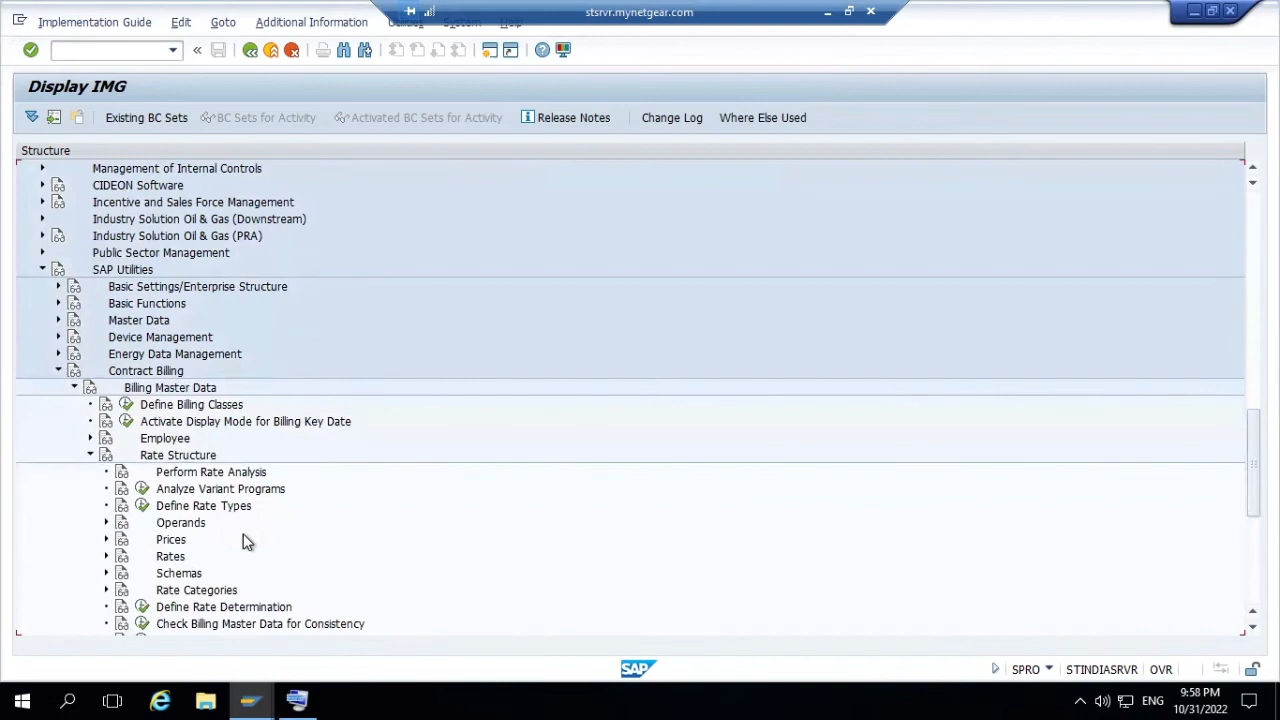 stsrvr.mynetgear.com
Implementation Guide Edit Goto Additional Information Utilities System Help
Display IMG
Existing BC Sets BC Sets for Activity Activated BC Sets for Activity Release Notes Change Log Where Else Used
Structure
Management of Internal Controls
CIDEON Software
Incentive and Sales Force Management
Industry Solution Oil & Gas (Downstream)
Industry Solution Oil & Gas (PRA)
Public Sector Management
SAP Utilities
Basic Settings/Enterprise Structure
Basic Functions
Master Data
Device Management
Energy Data Management
Contract Billing
Billing Master Data
Define Billing Classes
Activate Display Mode for Billing Key Date
Employee
Rate Structure
Perform Rate Analysis
Analyze Variant Programs
Define Rate Types
Operands
Prices
Rates
Schemas
Rate Categories
Define Rate Determination
Check Billing Master Data for Consistency
SAP
SPRO STINDIASRVR OVR
ENG
9:58 PM
10/31/2022